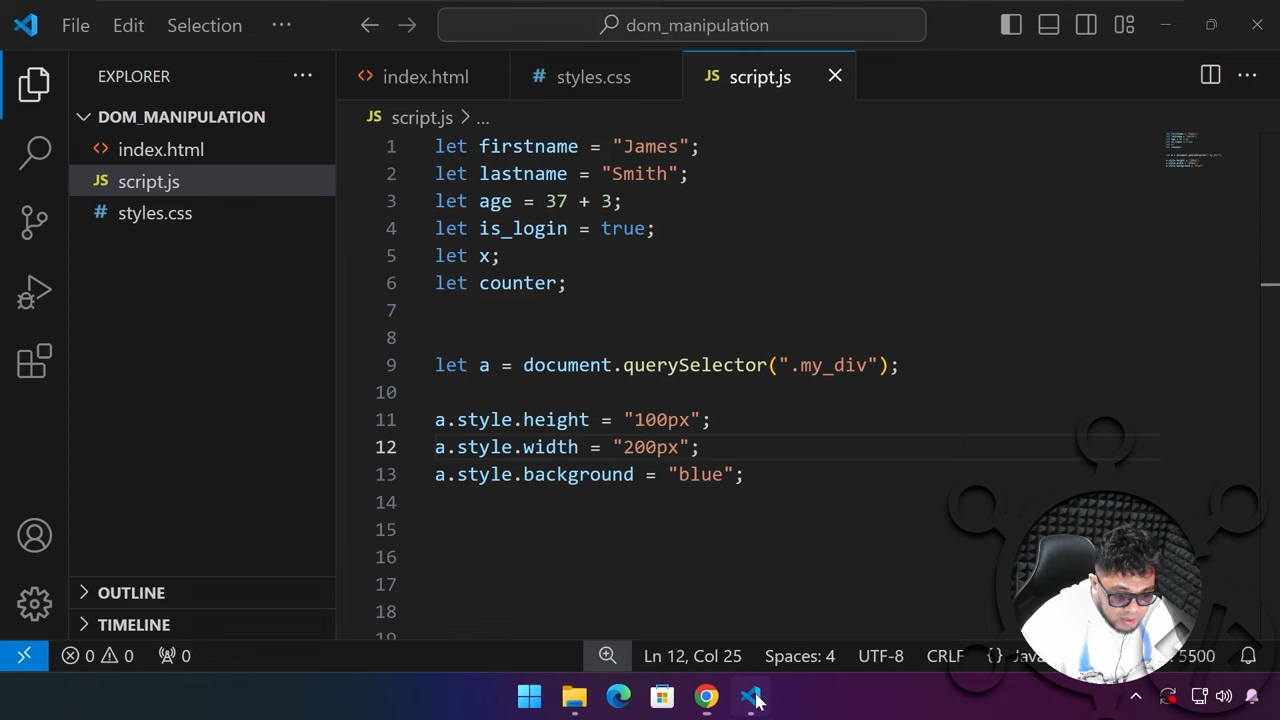 File Edit Selection ··· dom_manipulation
EXPLORER ···
index.html styles.css JS script.js
DOM_MANIPULATION
index.html
JS script.js
# styles.css
JS script.js > ...
1 let firstname = "James";
2 let lastname = "Smith";
3 let age = 37 + 3;
4 let is_login = true;
5 let x;
6 let counter;
7
8
9 let a = document.querySelector(".my_div");
10
11 a.style.height = "100px";
12 a.style.width = "200px";
13 a.style.background = "blue";
14
15
16
17
18
19
OUTLINE
TIMELINE
0 0 0 Ln 12, Col 25 Spaces: 4 UTF-8 CRLF {} 5500